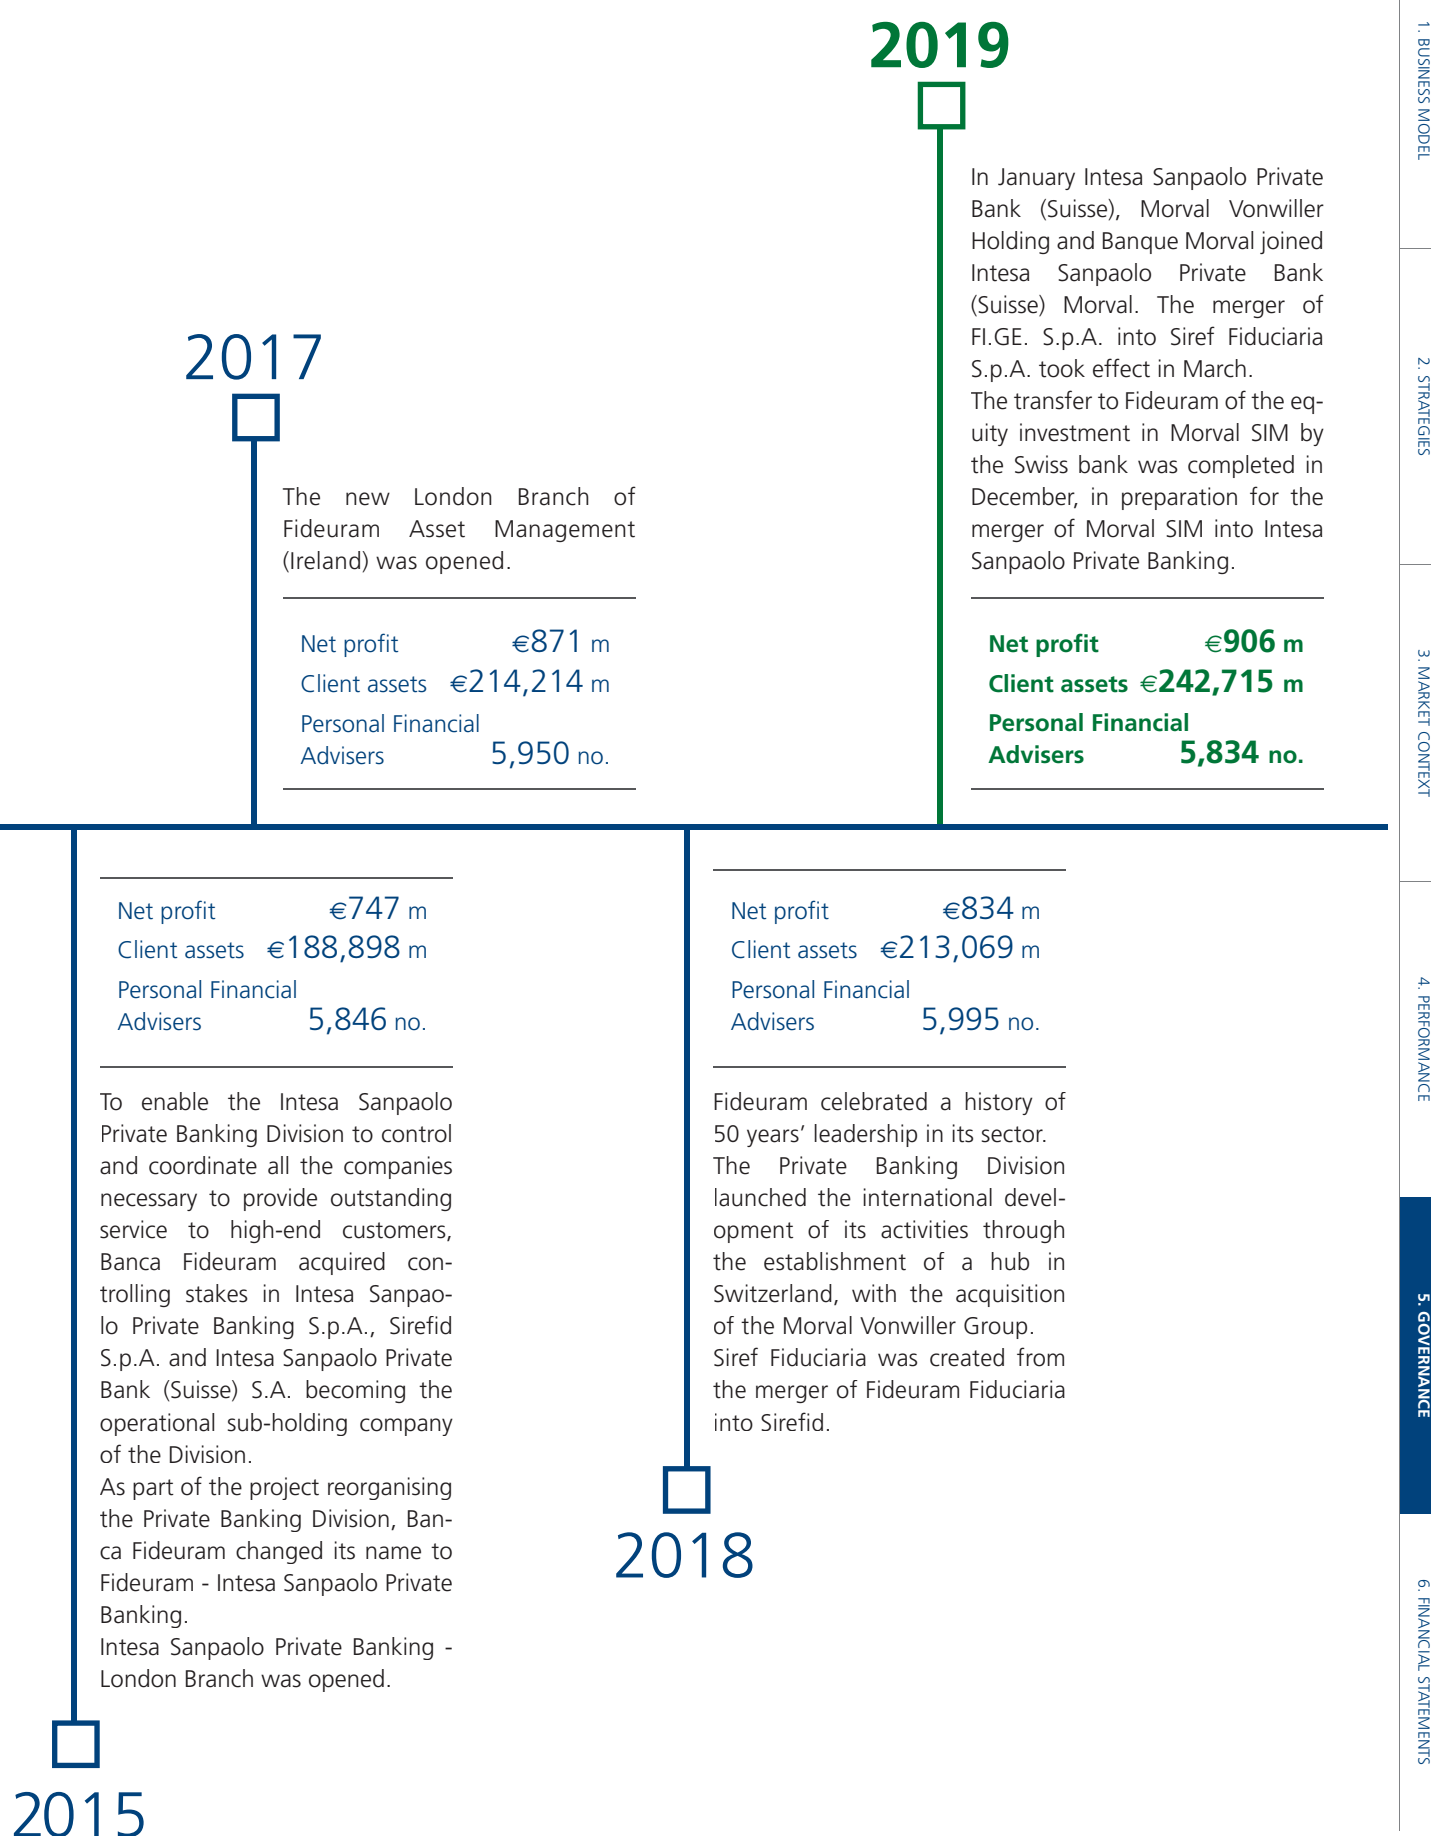 2019
In January Intesa Sanpaolo Private
Bank (Suisse), Morval Vonwiller
Holding and Banque Morval joined
Intesa Sanpaolo Private Bank
(Suisse) Morval. The merger of
FI.GE. S.p.A. into Siref Fiduciaria
S.p.A. took effect in March.
The transfer to Fideuram of the eq-
uity investment in Morval SIM by
the Swiss bank was completed in
December, in preparation for the
merger of Morval SIM into Intesa
Sanpaolo Private Banking.
Net profit €906 m
Client assets €242,715 m
Personal Financial
Advisers 5,834 no.
2017
The new London Branch of
Fideuram Asset Management
(Ireland) was opened.
Net profit €871 m
Client assets €214,214 m
Personal Financial
Advisers 5,950 no.
Net profit €747 m
Client assets €188,898 m
Personal Financial
Advisers 5,846 no.
To enable the Intesa Sanpaolo
Private Banking Division to control
and coordinate all the companies
necessary to provide outstanding
service to high-end customers,
Banca Fideuram acquired con-
trolling stakes in Intesa Sanpao-
lo Private Banking S.p.A., Sirefid
S.p.A. and Intesa Sanpaolo Private
Bank (Suisse) S.A. becoming the
operational sub-holding company
of the Division.
As part of the project reorganising
the Private Banking Division, Ban-
ca Fideuram changed its name to
Fideuram - Intesa Sanpaolo Private
Banking.
Intesa Sanpaolo Private Banking -
London Branch was opened.
2015
Net profit €834 m
Client assets €213,069 m
Personal Financial
Advisers 5,995 no.
Fideuram celebrated a history of
50 years’ leadership in its sector.
The Private Banking Division
launched the international devel-
opment of its activities through
the establishment of a hub in
Switzerland, with the acquisition
of the Morval Vonwiller Group.
Siref Fiduciaria was created from
the merger of Fideuram Fiduciaria
into Sirefid.
2018
1. BUSINESS MODEL
2. STRATEGIES
3. MARKET CONTEXT
4. PERFORMANCE
5. GOVERNANCE
6. FINANCIAL STATEMENTS